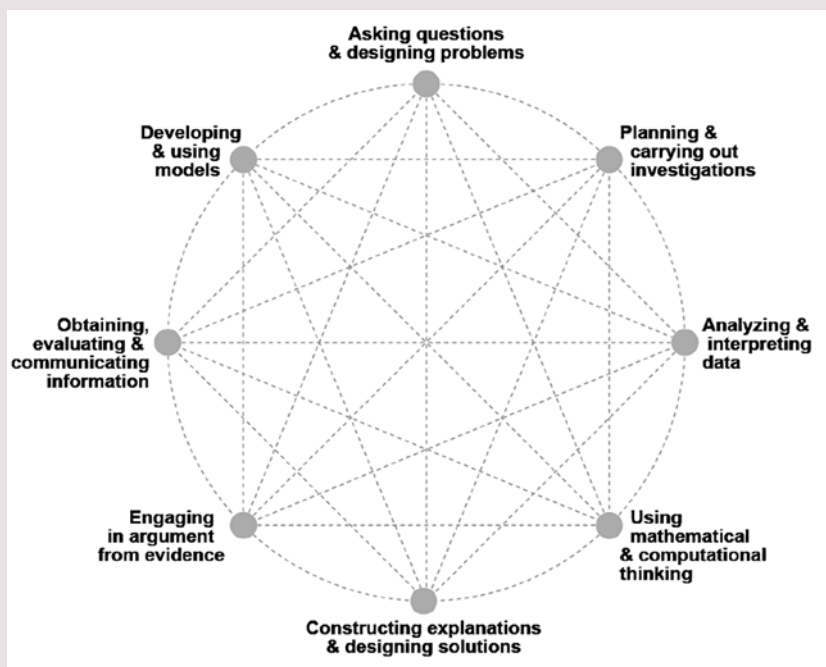 Asking questions
& designing problems
Developing
& using
models
Planning &
carrying out
investigations
Obtaining,
evaluating &
communicating
information
Analyzing &
interpreting
data
Engaging
in argument
from evidence
Using
mathematical
& computational
thinking
Constructing explanations
& designing solutions